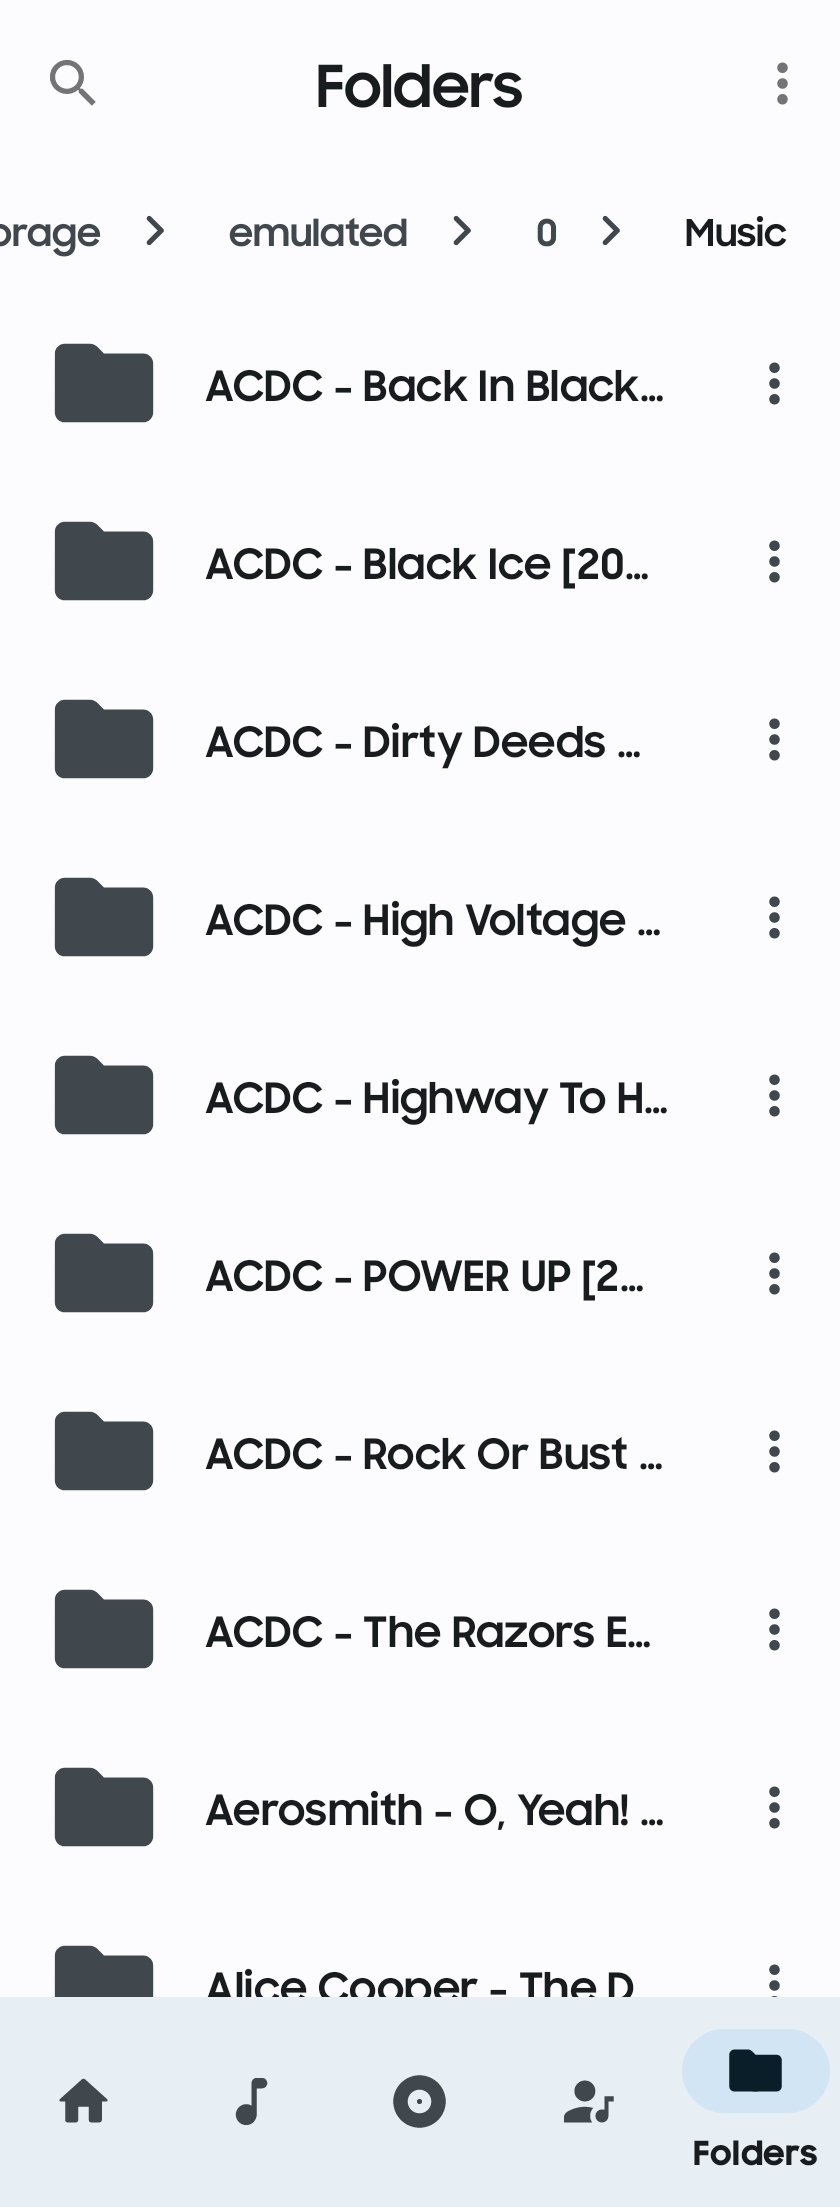 Folders
orage > emulated > 0 > Music
ACDC - Back In Black...
ACDC - Black Ice [20...
ACDC - Dirty Deeds ...
ACDC - High Voltage ...
ACDC - Highway To H...
ACDC - POWER UP [2...
ACDC - Rock Or Bust ...
ACDC - The Razors E...
Aerosmith - O, Yeah! ...
Alice Cooper - The D
Folders